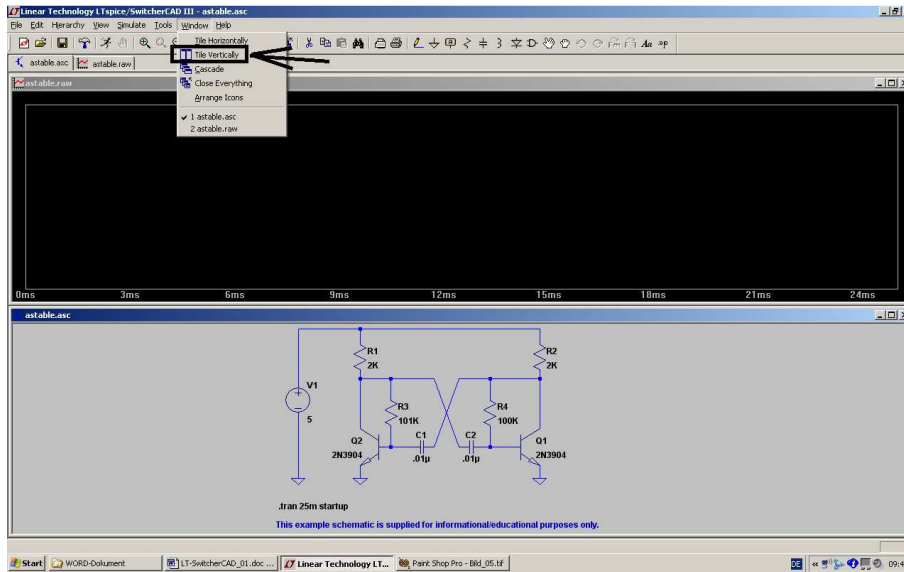 Linear Technology LTspice/SwitcherCAD III - astable.asc
File Edit Hierarchy View Simulate Tools Window Help
Tile Horizontally
Tile Vertically
Cascade
Close Everything
Arrange Icons
✓ 1 astable.asc
2 astable.raw
Aa .op
astable.asc astable.raw
astable.raw
0ms 3ms 6ms 9ms 12ms 15ms 18ms 21ms 24ms
astable.asc
R1
2K
R2
2K
V1
5
R3
101K
R4
100K
C1
.01µ
C2
.01µ
Q2
2N3904
Q1
2N3904
.tran 25m startup
This example schematic is supplied for informational/educational purposes only.
Start WORD-Dokument LT-SwitcherCAD_01.doc ... Linear Technology LT... Paint Shop Pro - Bild_05.tif DE « 09:4